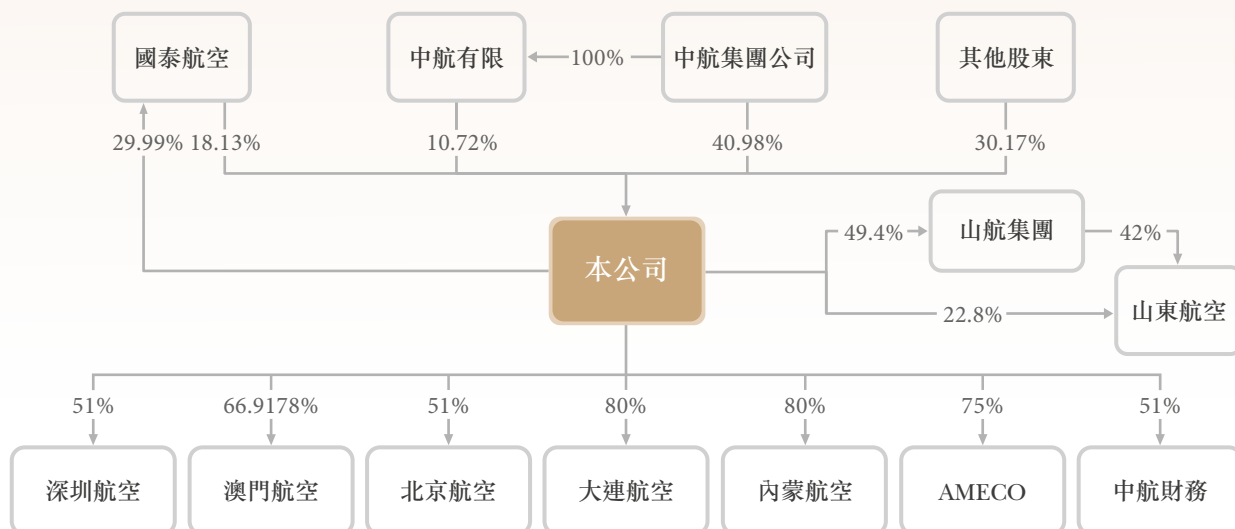 國泰航空
中航有限
100%
中航集團公司
其他股東
29.99%
18.13%
10.72%
40.98%
30.17%
本公司
49.4%
山航集團
42%
22.8%
山東航空
51%
66.9178%
51%
80%
80%
75%
51%
深圳航空
澳門航空
北京航空
大連航空
內蒙航空
AMECO
中航財務